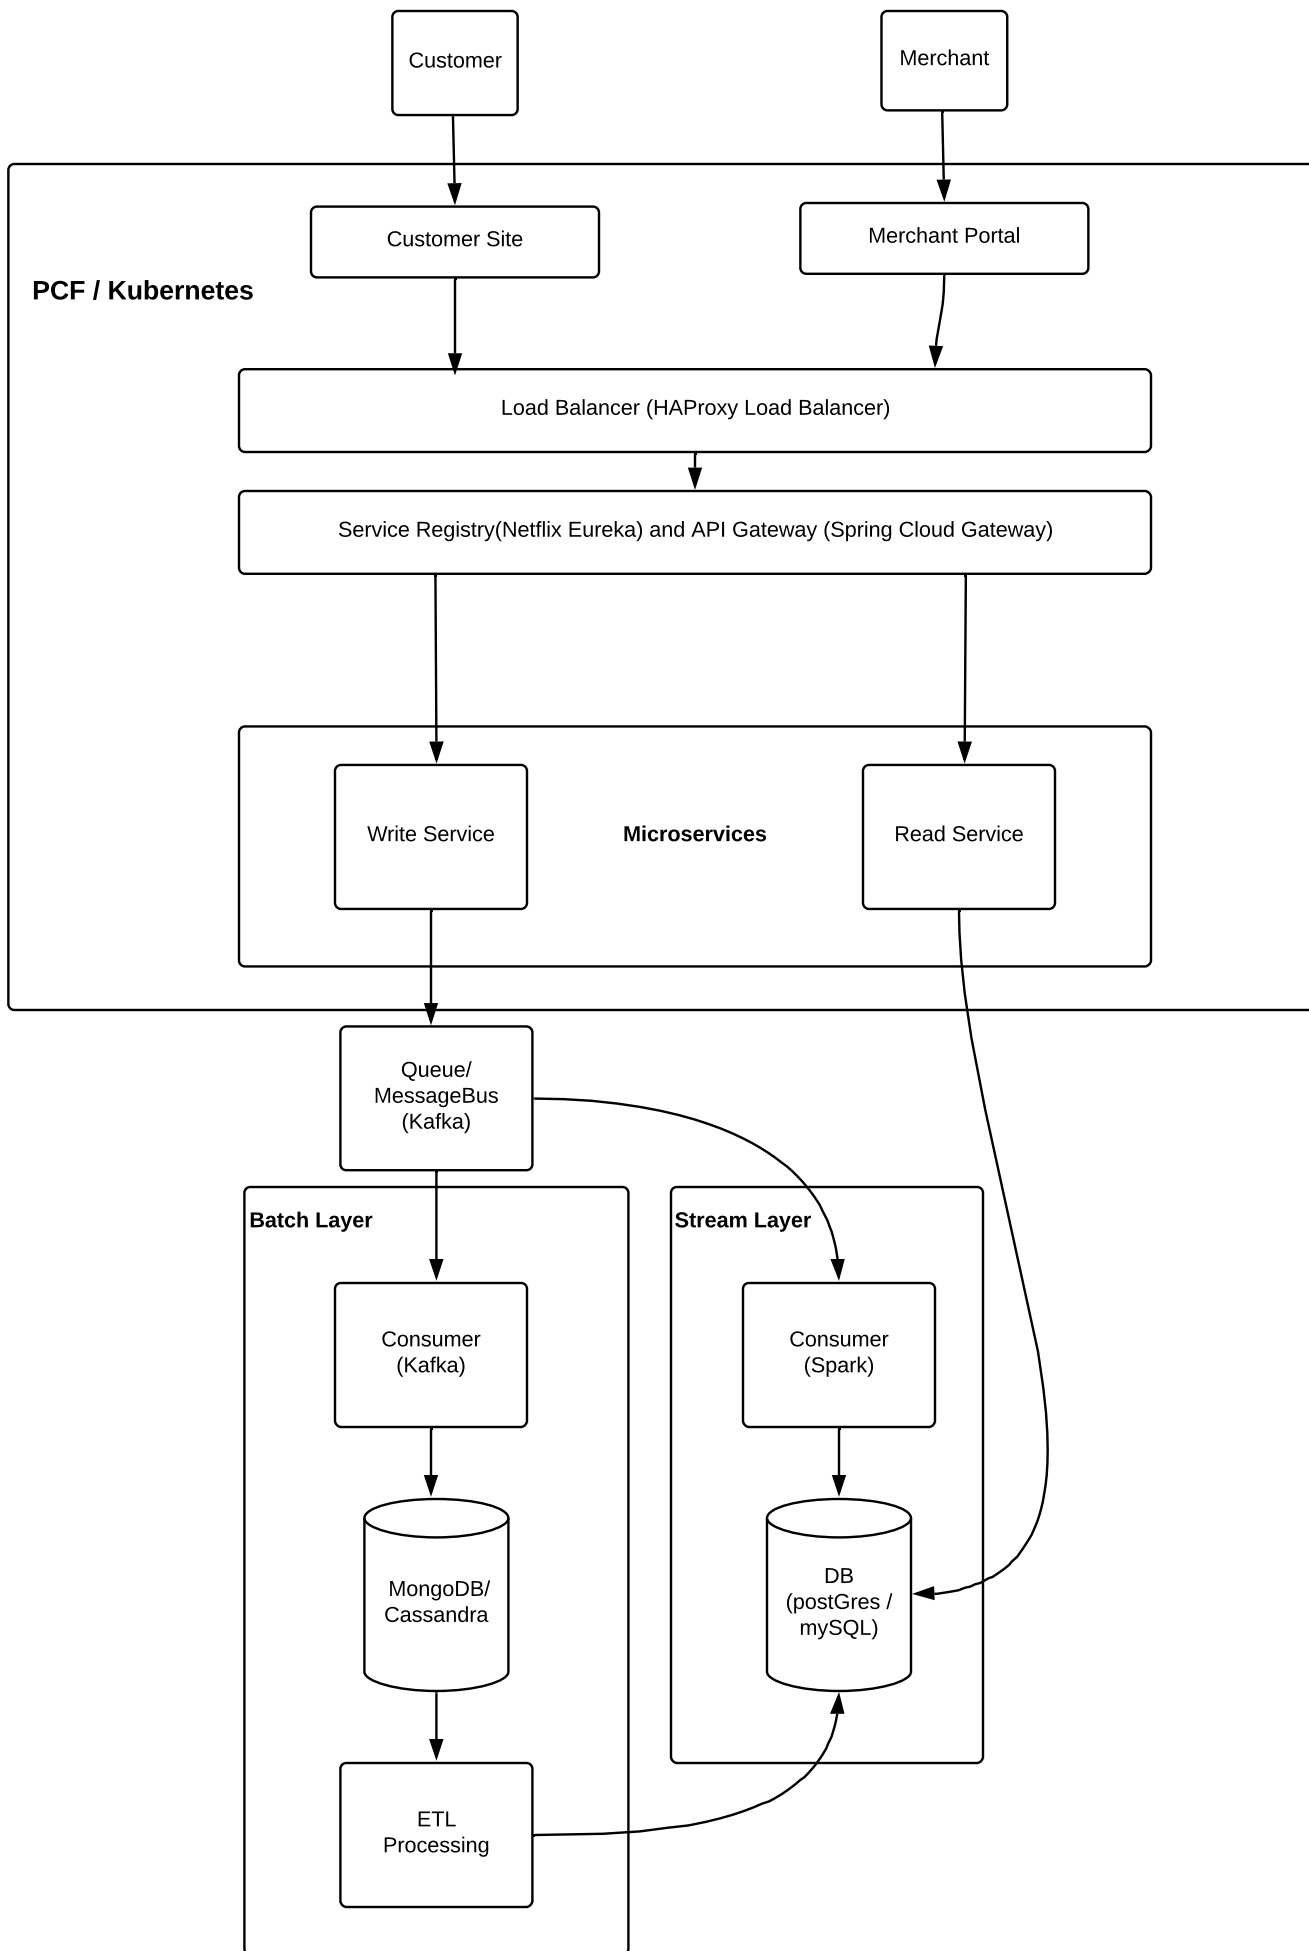 Customer
Merchant
Customer Site
Merchant Portal
PCF / Kubernetes
Load Balancer (HAProxy Load Balancer)
Service Registry(Netflix Eureka) and API Gateway (Spring Cloud Gateway)
Write Service
Microservices
Read Service
Queue/
MessageBus
(Kafka)
Batch Layer
Stream Layer
Consumer
(Kafka)
Consumer
(Spark)
MongoDB/
Cassandra
DB
(postGres /
mySQL)
ETL
Processing